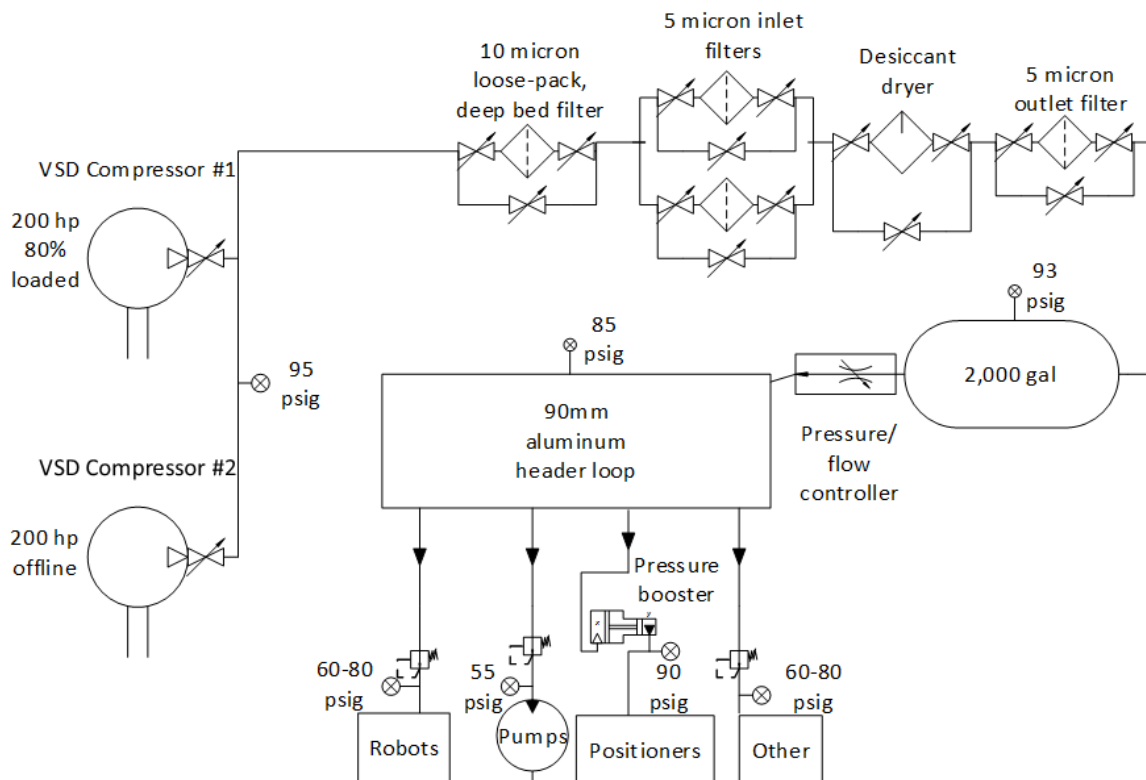 5 micron inlet
filters
10 micron
loose-pack,
deep bed filter
Desiccant
dryer
5 micron
outlet filter
VSD Compressor #1
200 hp
80%
loaded
95
psig
VSD Compressor #2
200 hp
offline
93
psig
2,000 gal
Pressure/
flow
controller
85
psig
90mm
aluminum
header loop
Pressure
booster
x
y
60-80
psig
55
psig
90
psig
60-80
psig
Robots
Pumps
Positioners
Other